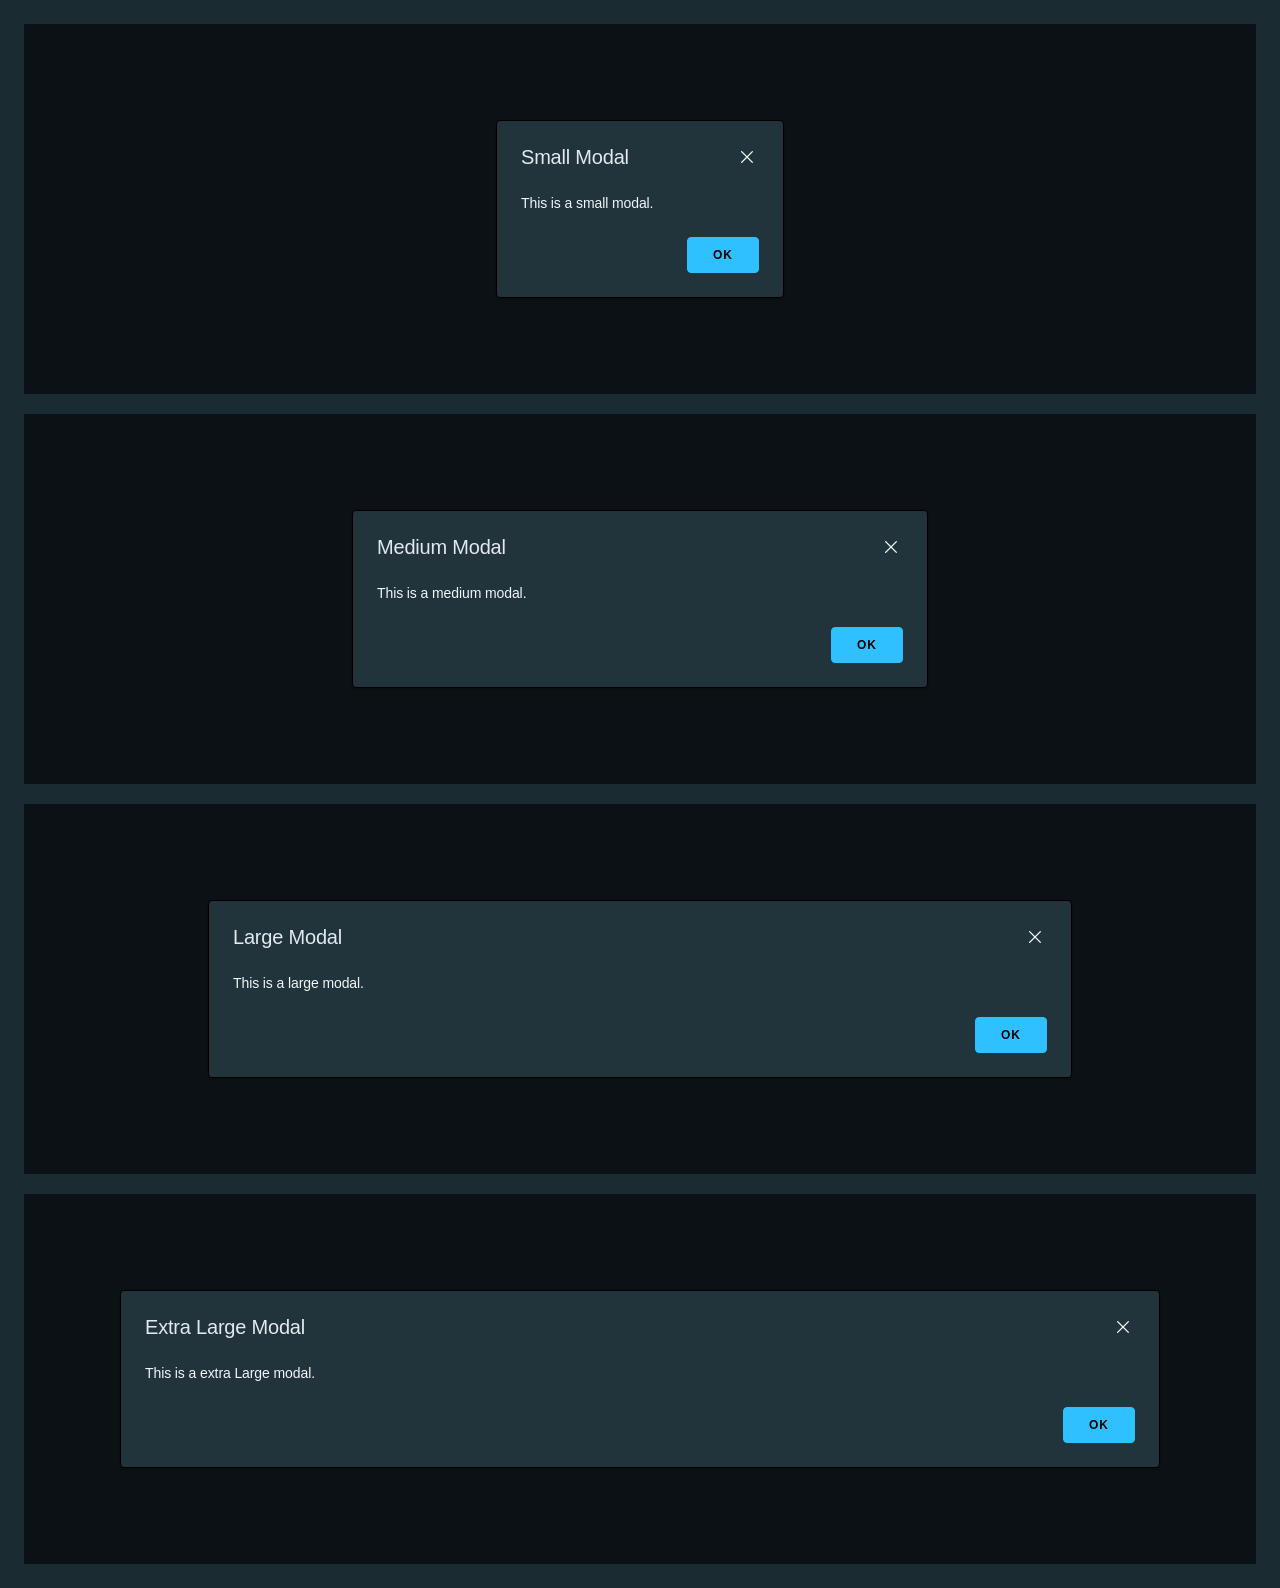 Small Modal
This is a small modal.
OK
Medium Modal
This is a medium modal.
OK
Large Modal
This is a large modal.
OK
Extra Large Modal
This is a extra Large modal.
OK